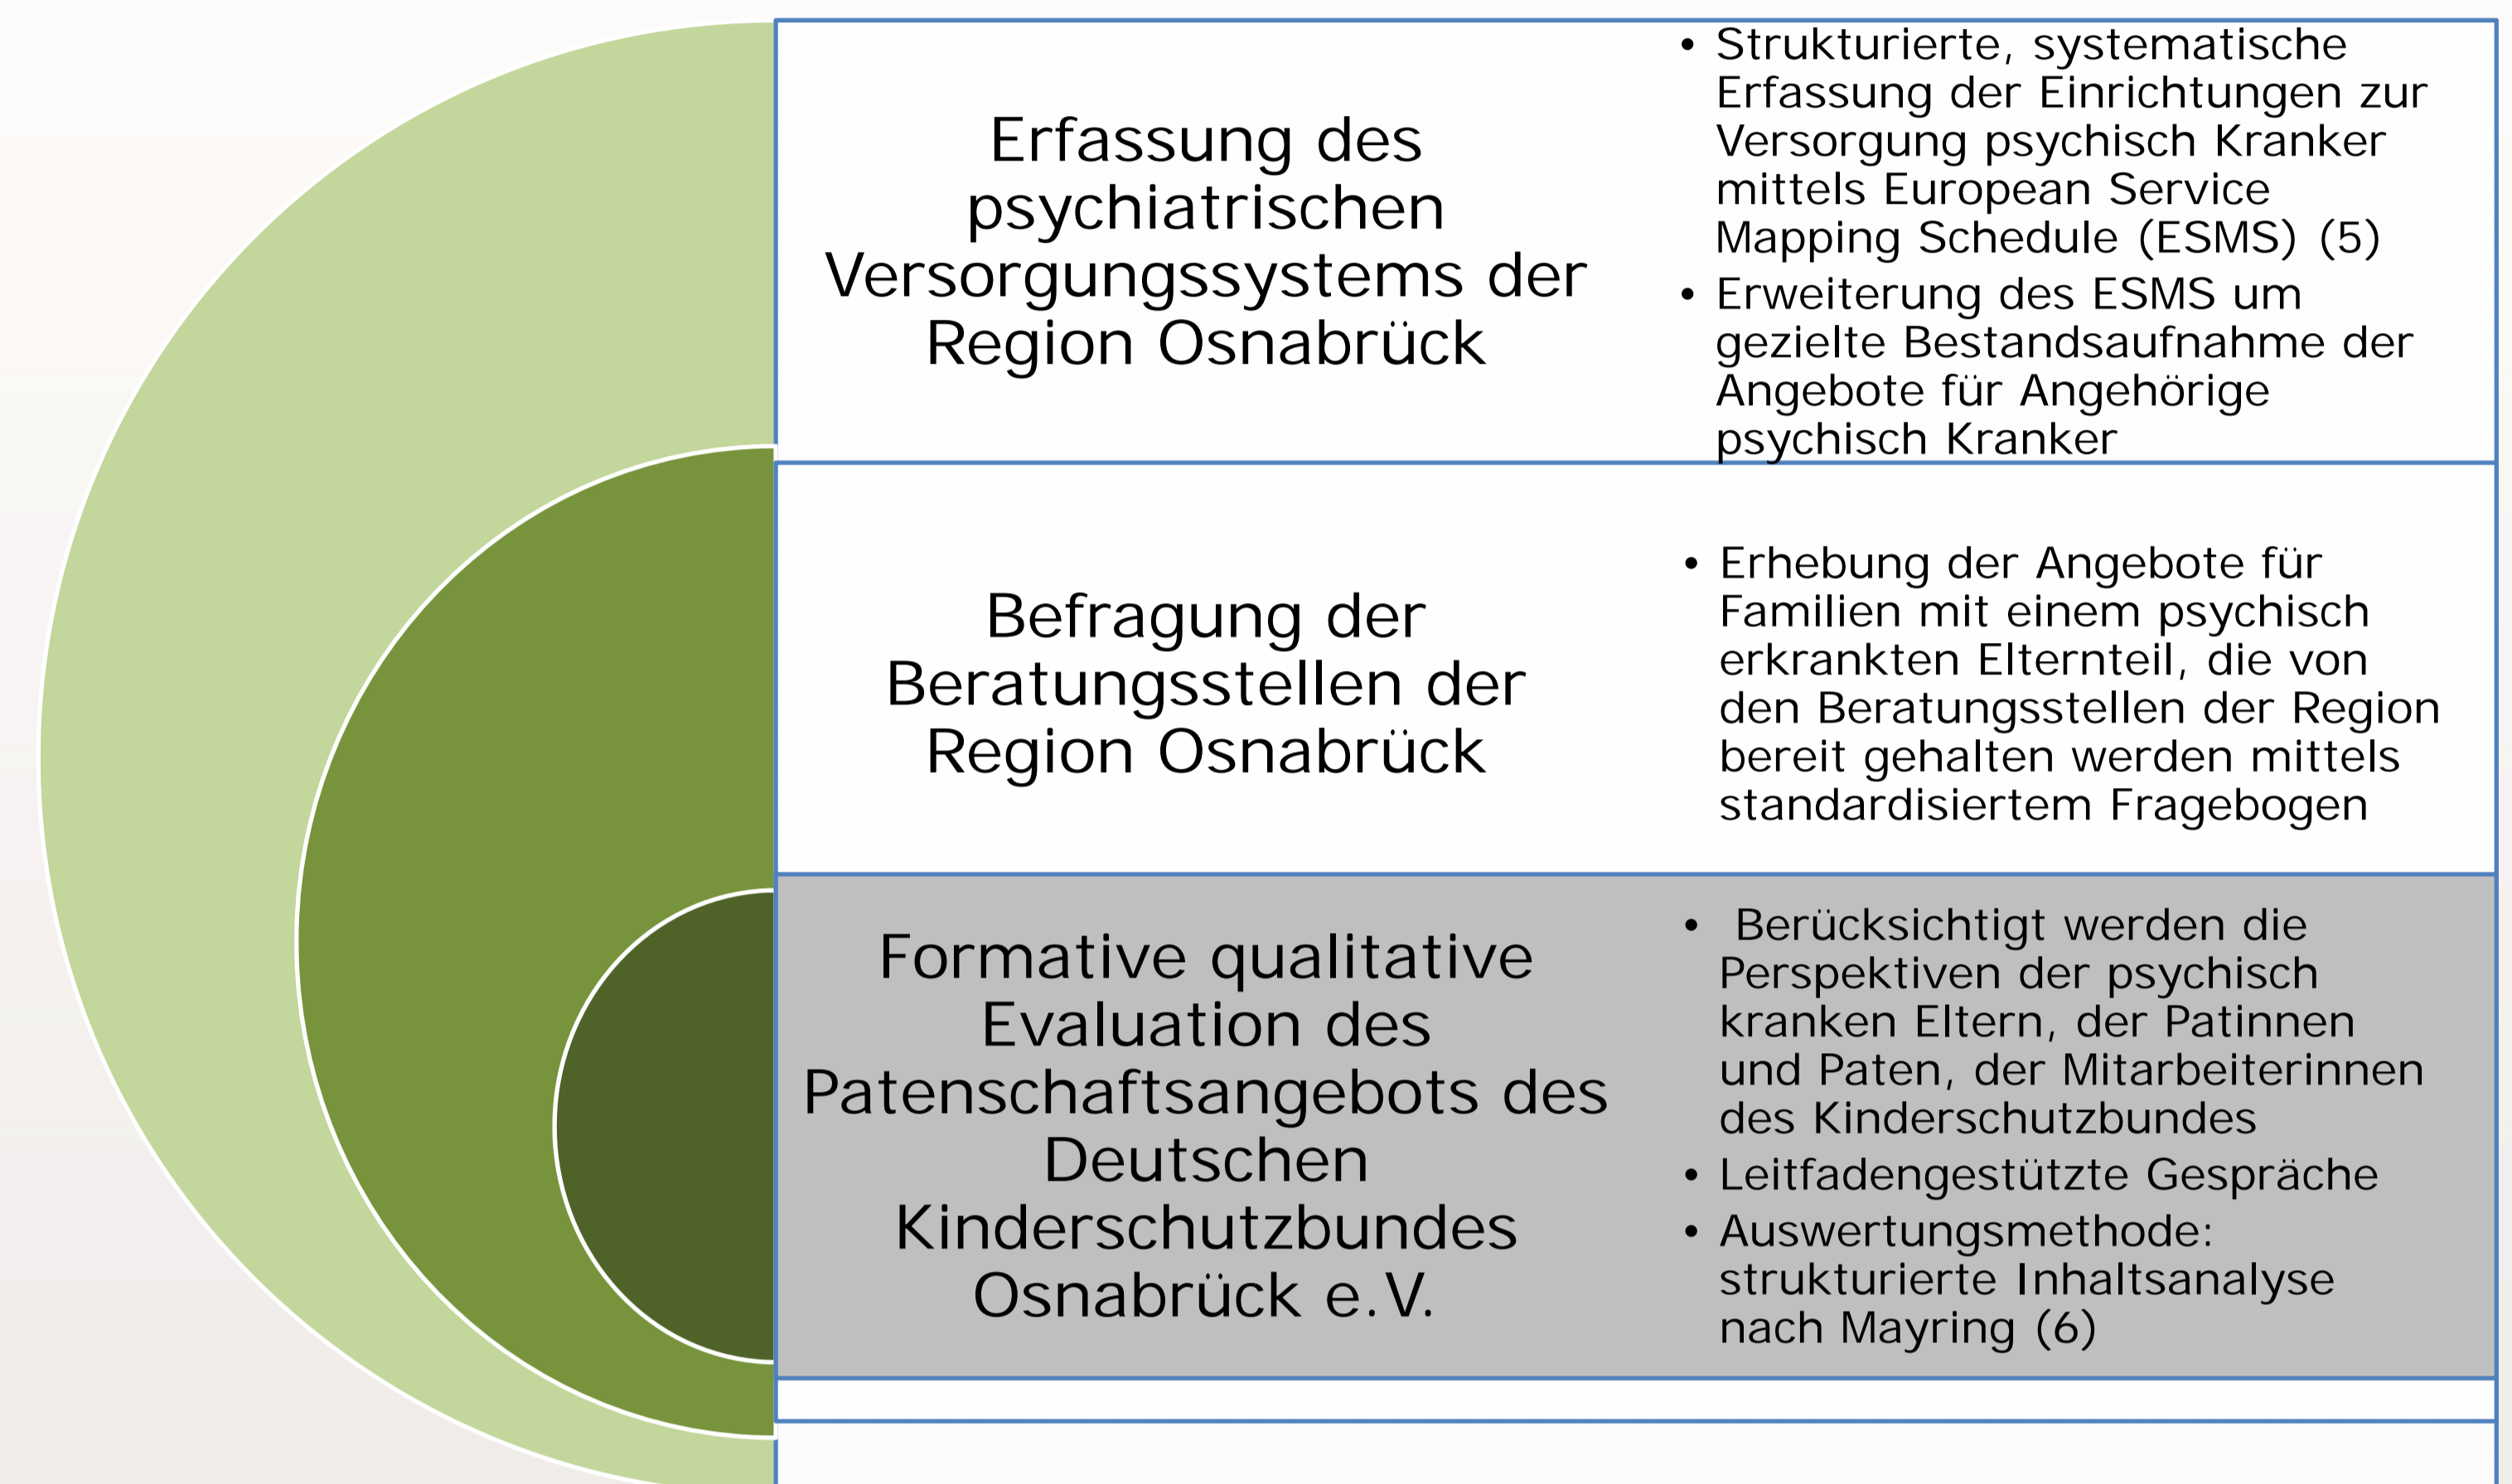 Erfassung des
psychiatrischen
Versorgungssystems der
Region Osnabrück
• Strukturierte, systematische
Erfassung der Einrichtungen zur
Versorgung psychisch Kranker
mittels European Service
Mapping Schedule (ESMS) (5)
• Erweiterung des ESMS um
gezielte Bestandsaufnahme der
Angebote für Angehörige
psychisch Kranker
Befragung der
Beratungsstellen der
Region Osnabrück
• Erhebung der Angebote für
Familien mit einem psychisch
erkrankten Elternteil, die von
den Beratungsstellen der Region
bereit gehalten werden mittels
standardisiertem Fragebogen
Formative qualitative
Evaluation des
Patenschaftsangebots des
Deutschen
Kinderschutzbundes
Osnabrück e.V.
• Berücksichtigt werden die
Perspektiven der psychisch
kranken Eltern, der Patinnen
und Paten, der Mitarbeiterinnen
des Kinderschutzbundes
• Leitfadengestützte Gespräche
• Auswertungsmethode:
strukturierte Inhaltsanalyse
nach Mayring (6)